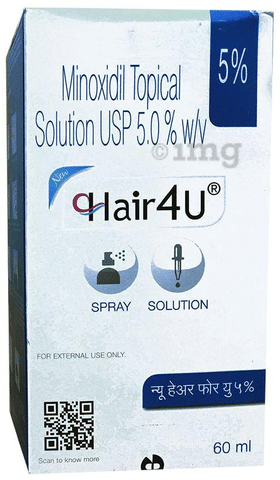 Minoxidil Topical
Solution USP 5.0 % w/v
5%
1mg
New
Hair4U®
SPRAY SOLUTION
FOR EXTERNAL USE ONLY.
न्यू हेअर फोर यु ५%
Scan to know more
60 ml